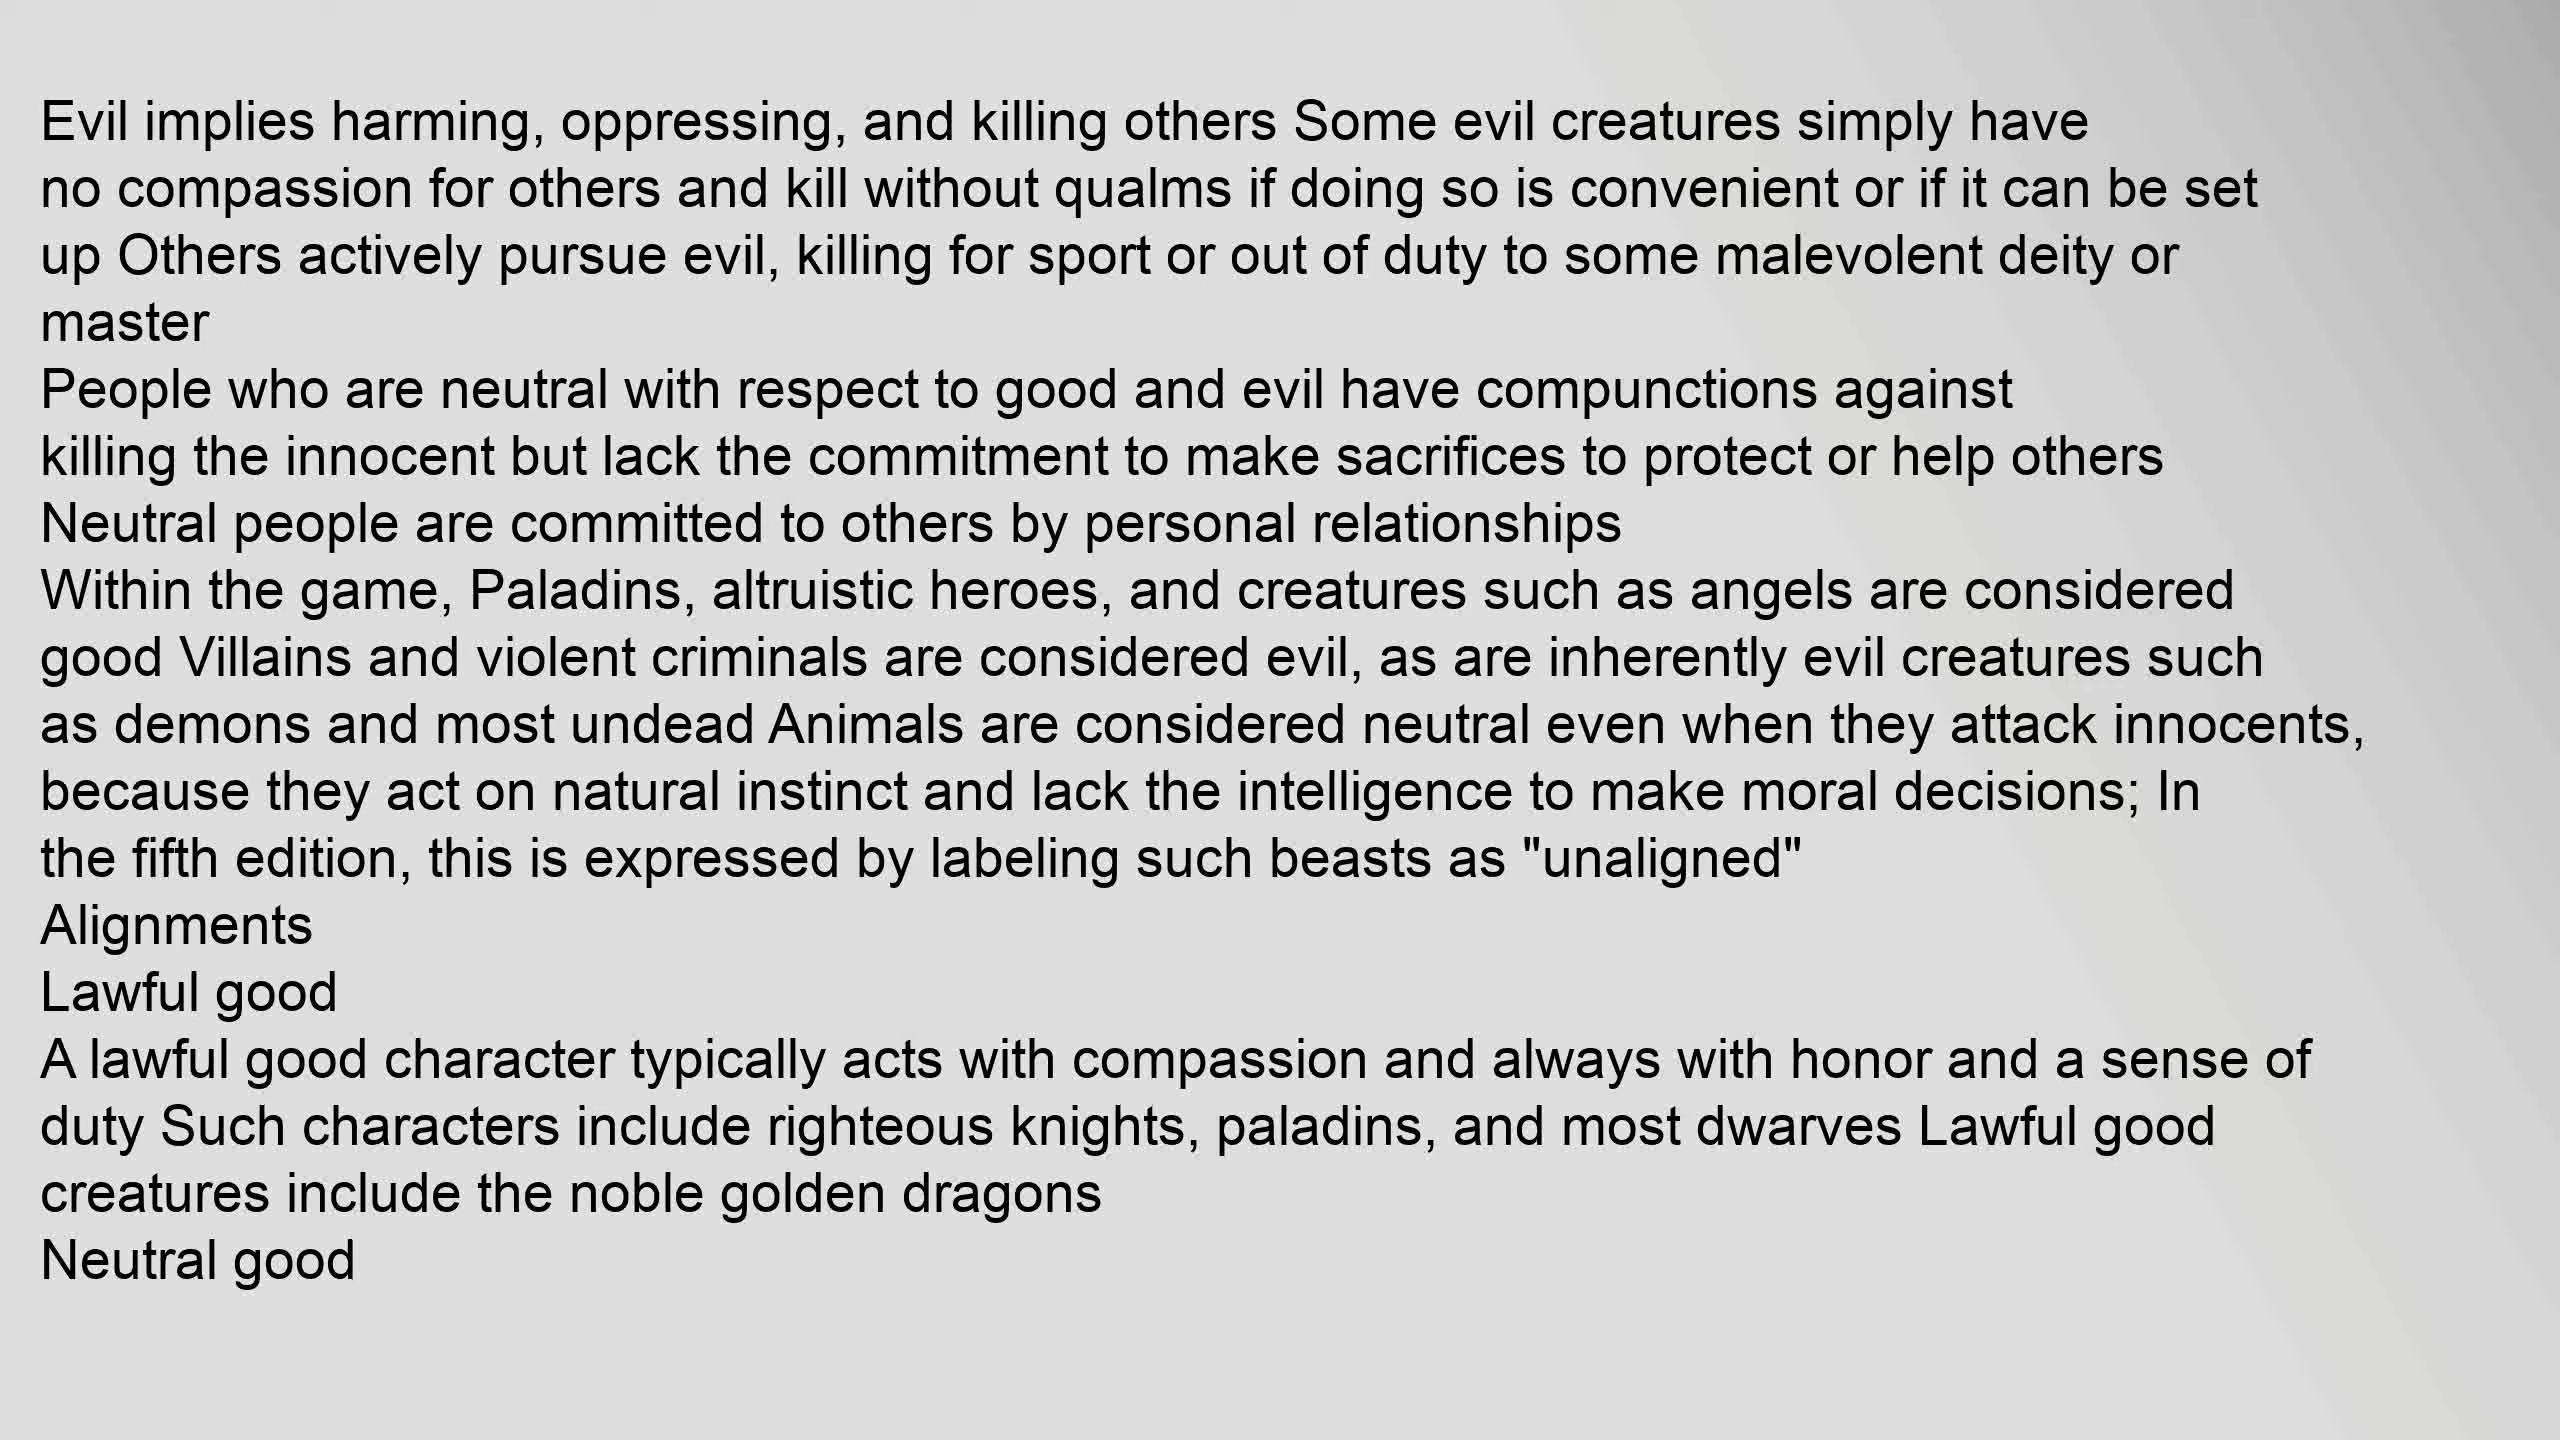 Evil implies harming, oppressing, and killing others Some evil creatures simply have
no compassion for others and kill without qualms if doing so is convenient or if it can be set
up Others actively pursue evil, killing for sport or out of duty to some malevolent deity or
master
People who are neutral with respect to good and evil have compunctions against
killing the innocent but lack the commitment to make sacrifices to protect or help others
Neutral people are committed to others by personal relationships
Within the game, Paladins, altruistic heroes, and creatures such as angels are considered
good Villains and violent criminals are considered evil, as are inherently evil creatures such
as demons and most undead Animals are considered neutral even when they attack innocents,
because they act on natural instinct and lack the intelligence to make moral decisions; In
the fifth edition, this is expressed by labeling such beasts as "unaligned"
Alignments
Lawful good
A lawful good character typically acts with compassion and always with honor and a sense of
duty Such characters include righteous knights, paladins, and most dwarves Lawful good
creatures include the noble golden dragons
Neutral good